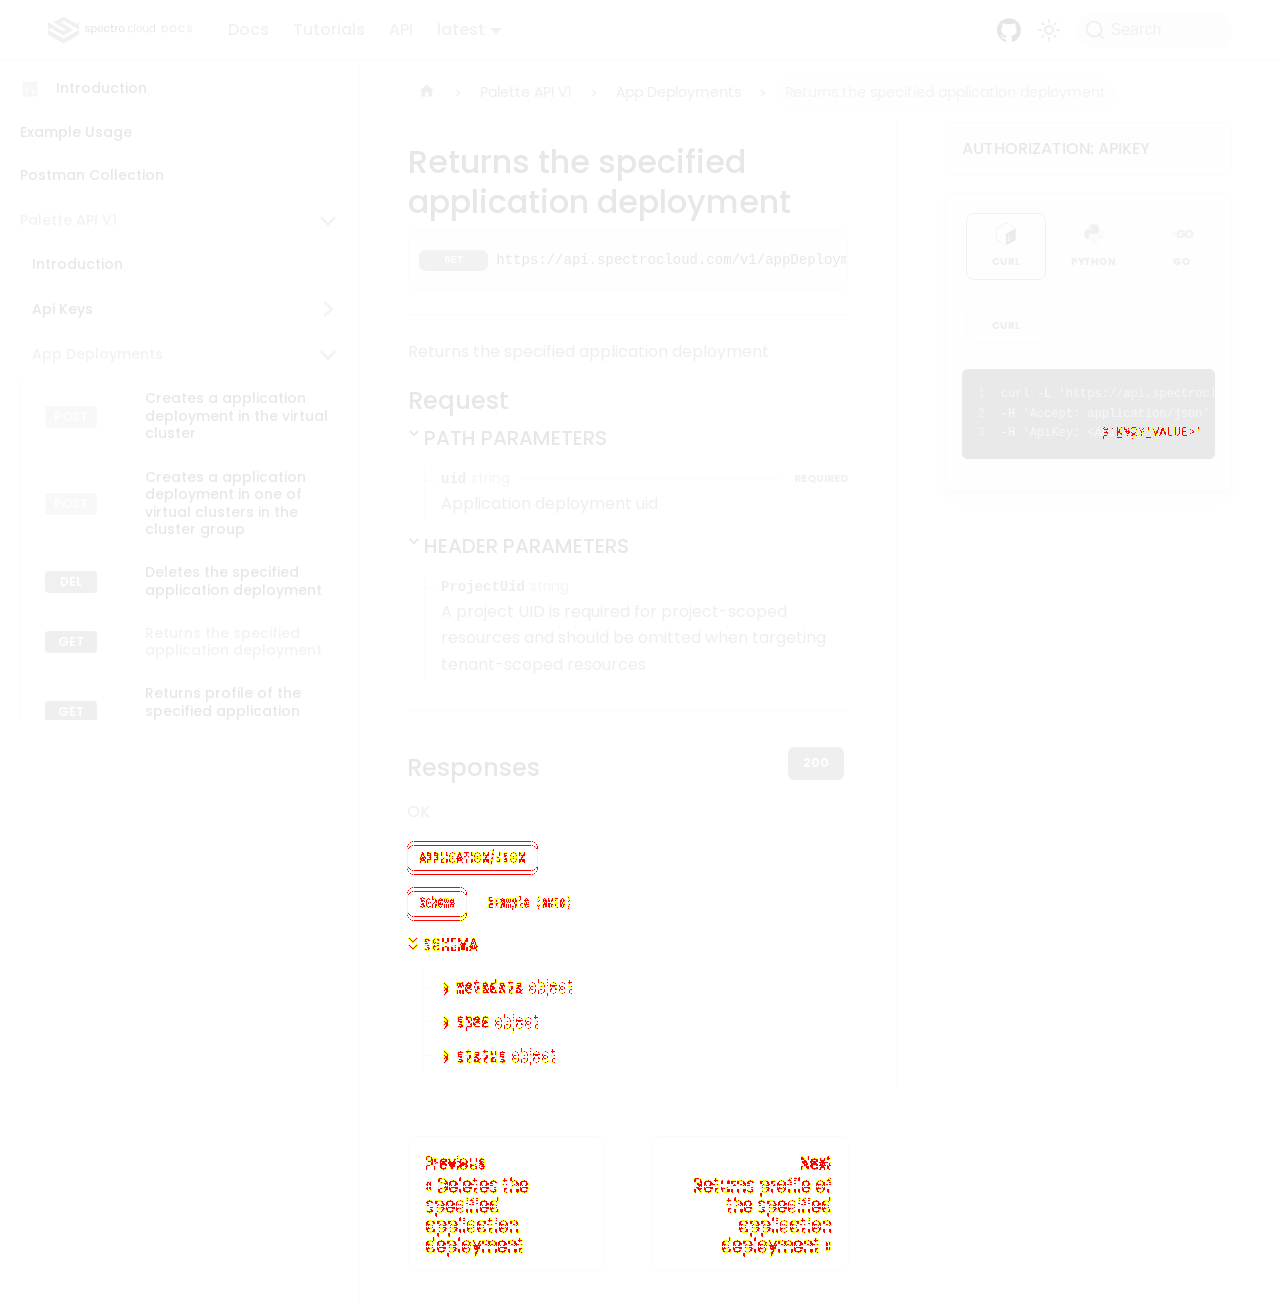 spectro cloud DOCS
Docs Tutorials API latest
Search
Introduction
Example Usage
Postman Collection
Palette API V1
Introduction
Api Keys
App Deployments
POST Creates a application
deployment in the virtual
cluster
POST Creates a application
deployment in one of
virtual clusters in the
cluster group
DEL Deletes the specified
application deployment
GET Returns the specified
application deployment
GET Returns profile of the
specified application
Palette API V1 App Deployments Returns the specified application deployment
Returns the specified
application deployment
GET https://api.spectrocloud.com/v1/appDeploym
Returns the specified application deployment
Request
PATH PARAMETERS
uid string REQUIRED
Application deployment uid
HEADER PARAMETERS
ProjectUid string
A project UID is required for project-scoped
resources and should be omitted when targeting
tenant-scoped resources
Responses 200
OK
APPLICATION/JSON
Schema Example (auto)
SCHEMA
metadata object
spec object
status object
Previous
« Deletes the
specified
application
deployment
Next
Returns profile of
the specified
application
deployment »
AUTHORIZATION: APIKEY
CURL PYTHON GO
CURL
1 curl -L 'https://api.spectrocl
2 -H 'Accept: application/json'
3 -H 'ApiKey: